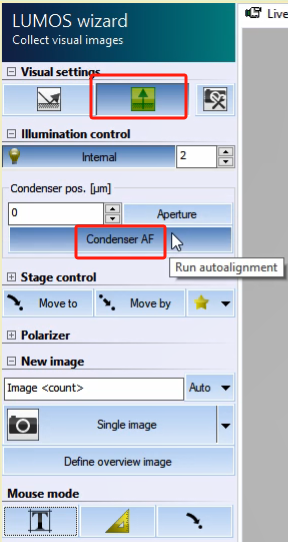 LUMOS wizard
Collect visual images
Live
Visual settings
Illumination control
Internal
2
Condenser pos. [µm]
0
Aperture
Condenser AF
Run autoalignment
Stage control
Move to
Move by
Polarizer
New image
Image <count>
Auto
Single image
Define overview image
Mouse mode
T